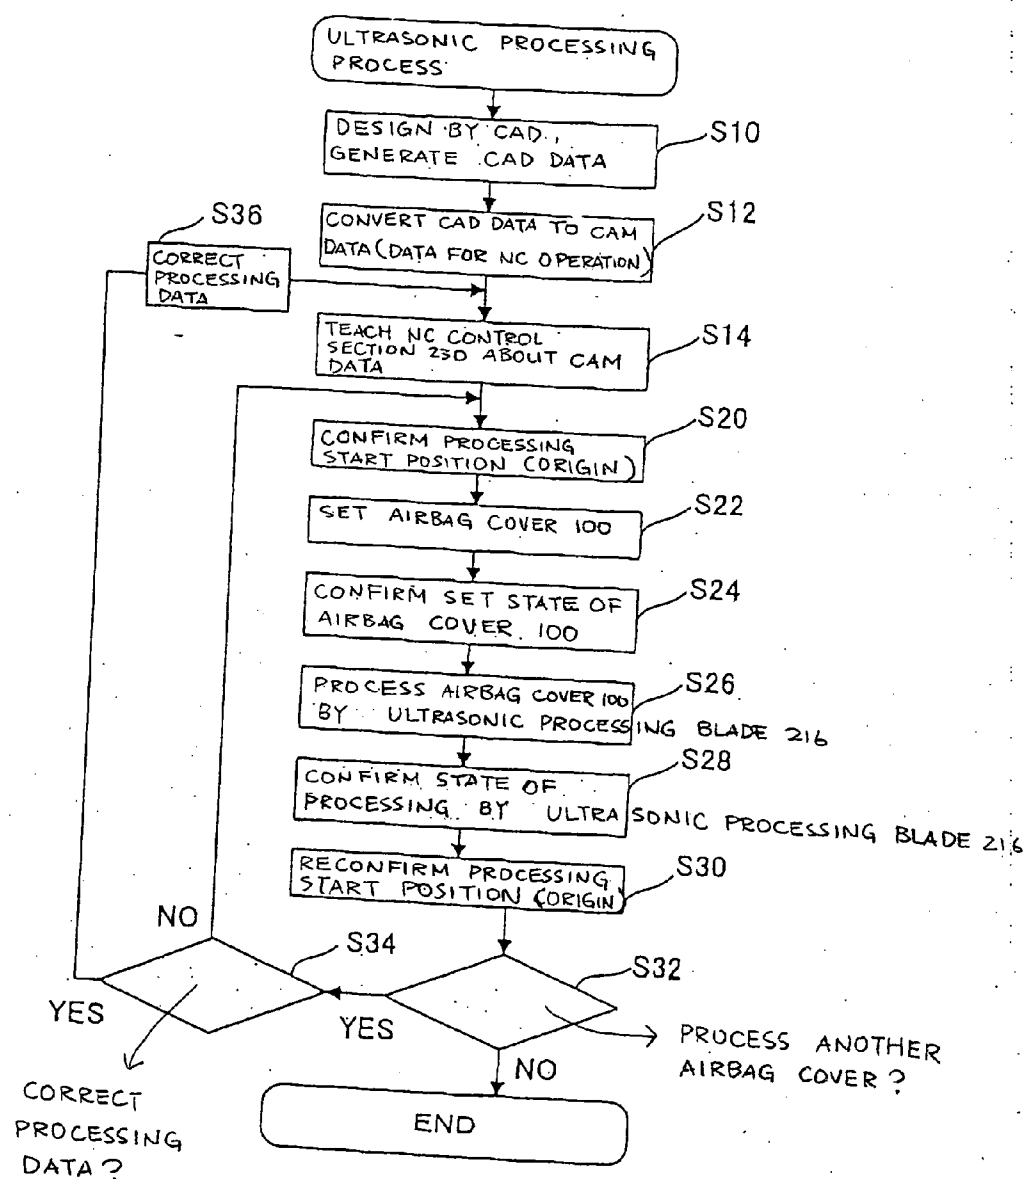 ULTRASONIC PROCESSING
PROCESS
DESIGN BY CAD,
GENERATE CAD DATA
S10
CONVERT CAD DATA TO CAM
DATA (DATA FOR NC OPERATION)
S12
S36
CORRECT
PROCESSING
DATA
TEACH NC CONTROL
SECTION 230 ABOUT CAM
DATA
S14
CONFIRM PROCESSING
START POSITION (ORIGIN)
S20
SET AIRBAG COVER 100
S22
CONFIRM SET STATE OF
AIRBAG COVER 100
S24
PROCESS AIRBAG COVER 100
BY ULTRASONIC PROCESSING BLADE 216
S26
CONFIRM STATE OF
PROCESSING BY ULTRASONIC PROCESSING BLADE 216
S28
RECONFIRM PROCESSING
START POSITION (ORIGIN)
S30
NO
S34
S32
YES
YES
PROCESS ANOTHER
AIRBAG COVER?
NO
CORRECT
PROCESSING
DATA?
END